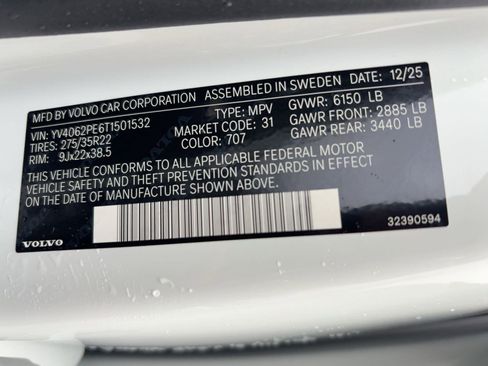 MFD BY VOLVO CAR CORPORATION ASSEMBLED IN SWEDEN DATE: 12/25
VIN: YV4062PE6T1501532 TYPE: MPV GVWR: 6150 LB
TIRES: 275/35R22 MARKET CODE: 31 GAWR FRONT: 2885 LB
RIM: 9Jx22x38.5 COLOR: 707 GAWR REAR: 3440 LB
THIS VEHICLE CONFORMS TO ALL APPLICABLE FEDERAL MOTOR
VEHICLE SAFETY AND THEFT PREVENTION STANDARDS IN EFFECT ON
THE DATE OF MANUFACTURE SHOWN ABOVE.
VOLVO 32390594